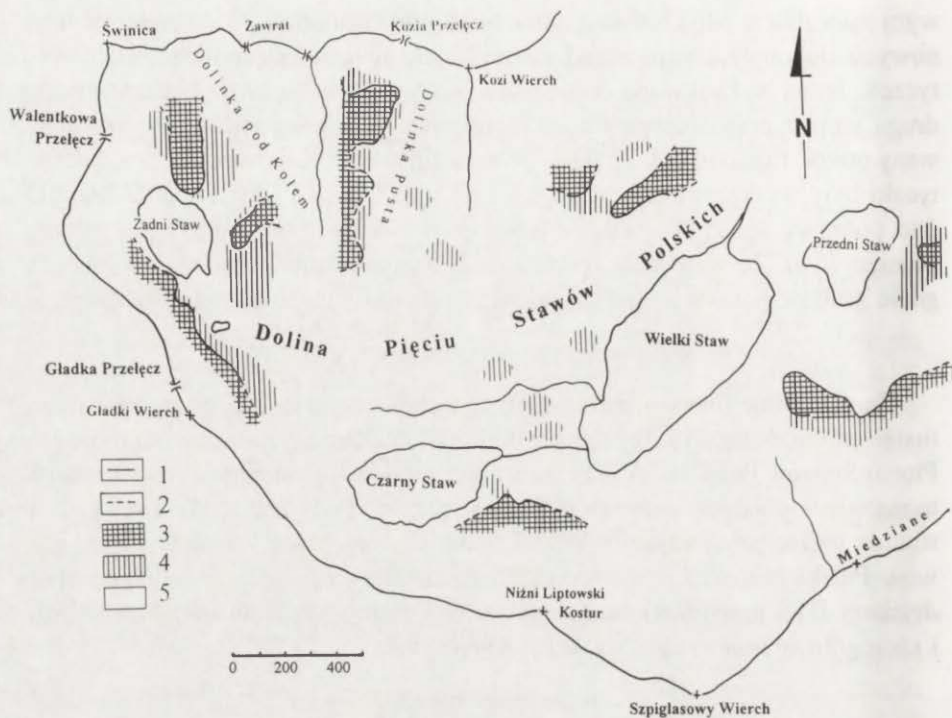 Świnica
Zawrat
Kozia Przełęcz
Kozi Wierch
Walentkowa
Przełęcz
Dolinka pod Kołem
Dolinka Pusta
N
Zadni Staw
Przedni Staw
Dolina Pięciu Stawów Polskich
Wielki Staw
Gładka Przełęcz
Gładki Wierch
Czarny Staw
1
2
3
4
5
Miedziane
Niżni Liptowski
Kostur
0 200 400
Szpiglasowy Wierch